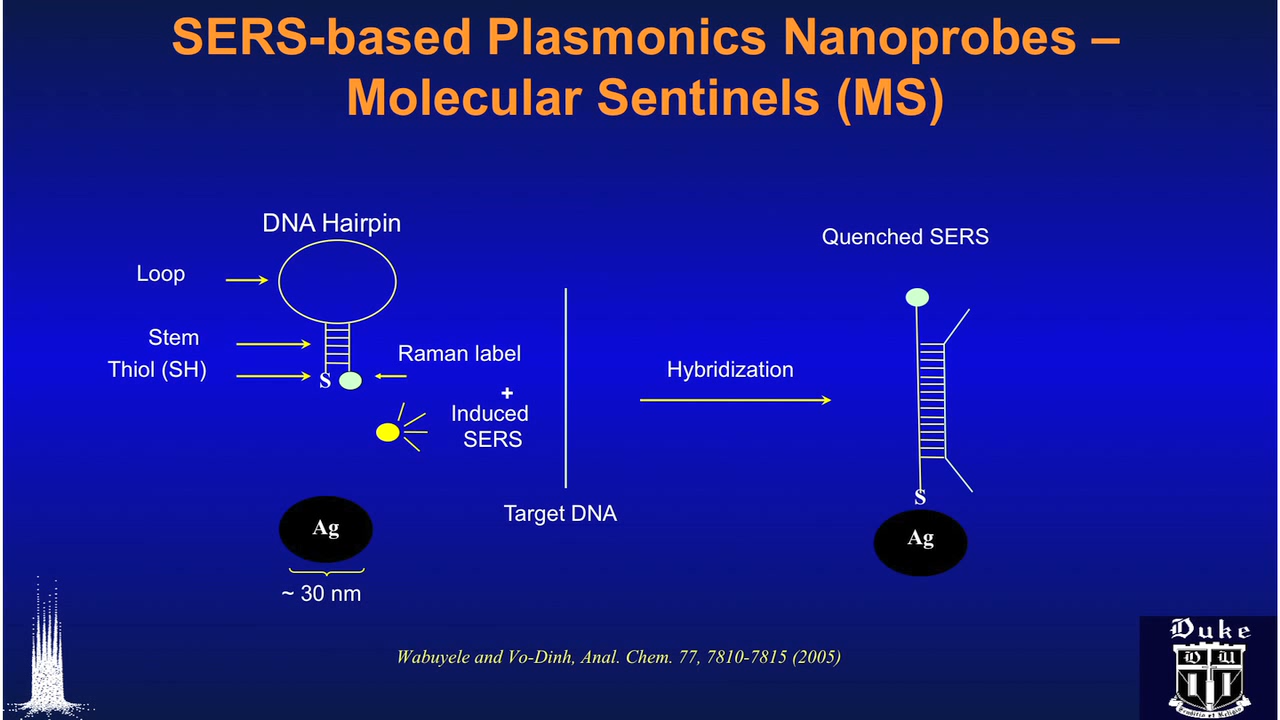 SERS-based Plasmonics Nanoprobes –
Molecular Sentinels (MS)
DNA Hairpin
Loop
Stem
Thiol (SH)
S
Raman label
+
Induced
SERS
Ag
~ 30 nm
Target DNA
Hybridization
Quenched SERS
S
Ag
Wabuyele and Vo-Dinh, Anal. Chem. 77, 7810-7815 (2005)
Duke
D U